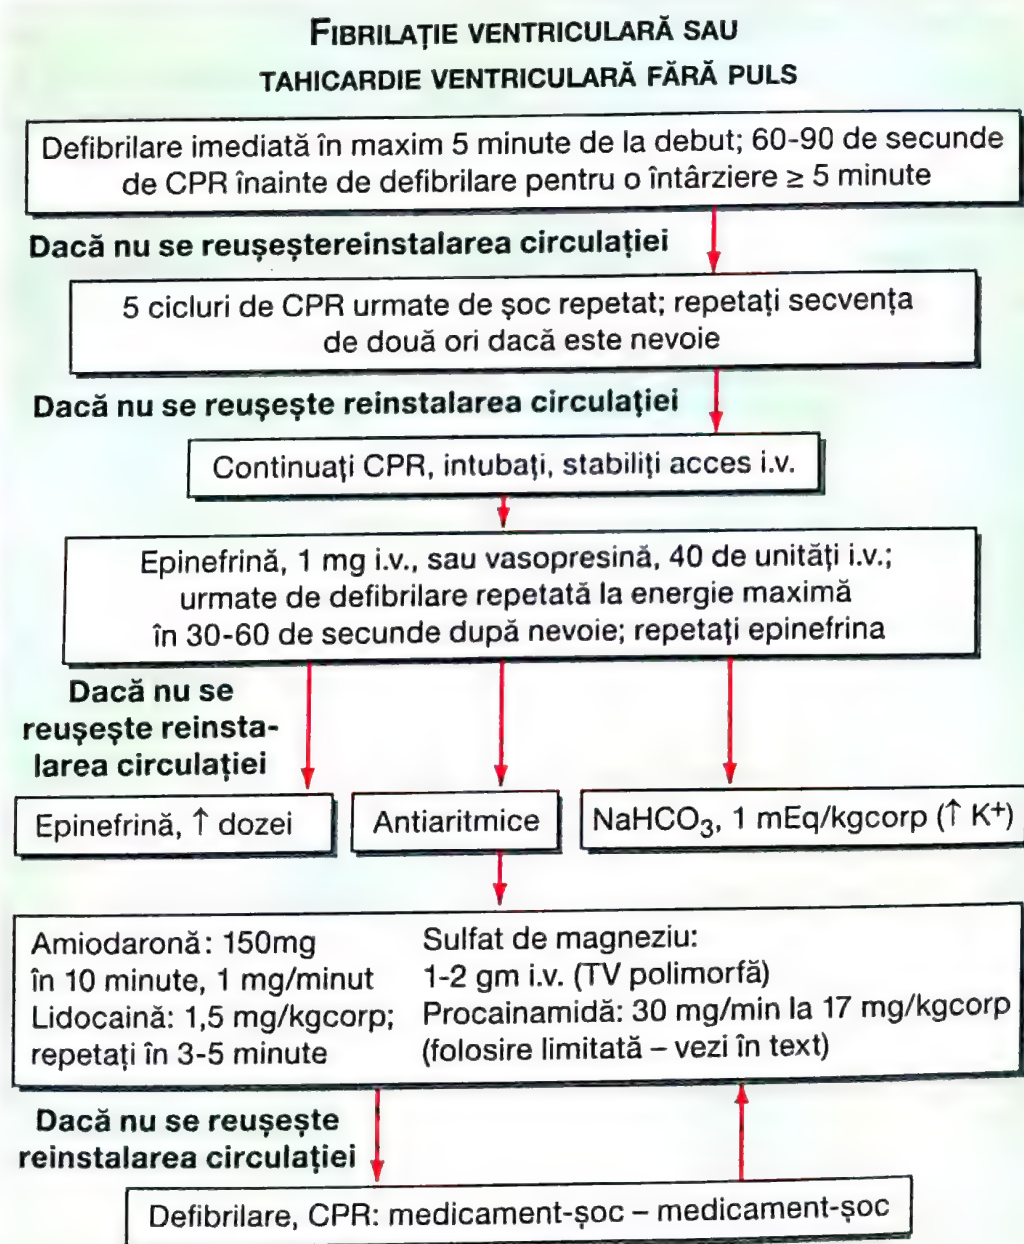 FIBRILAȚIE VENTRICULARĂ SAU
TAHICARDIE VENTRICULARĂ FĂRĂ PULS
Defibrilare imediată în maxim 5 minute de la debut; 60-90 de secunde
de CPR înainte de defibrilare pentru o întârziere ≥ 5 minute
Dacă nu se reușeștereinstalarea circulației
5 cicluri de CPR urmate de șoc repetat; repetați secvența
de două ori dacă este nevoie
Dacă nu se reușește reinstalarea circulației
Continuați CPR, intubați, stabiliți acces i.v.
Epinefrină, 1 mg i.v., sau vasopresină, 40 de unități i.v.;
urmate de defibrilare repetată la energie maximă
în 30-60 de secunde după nevoie; repetați epinefrina
Dacă nu se
reușește reinsta-
larea circulației
Epinefrină, ↑ dozei
Antiaritmice
NaHCO₃, 1 mEq/kgcorp (↑ K⁺)
Amiodaronă: 150mg
în 10 minute, 1 mg/minut
Lidocaină: 1,5 mg/kgcorp;
repetați în 3-5 minute
Sulfat de magneziu:
1-2 gm i.v. (TV polimorfă)
Procainamidă: 30 mg/min la 17 mg/kgcorp
(folosire limitată – vezi în text)
Dacă nu se reușește
reinstalarea circulației
Defibrilare, CPR: medicament-șoc – medicament-șoc